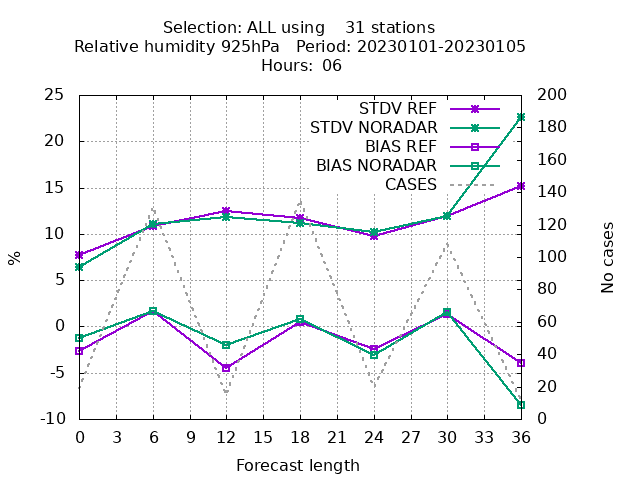 Selection: ALL using    31 stations
Relative humidity 925hPa   Period: 20230101-20230105
Hours: 06
25
20
15
10
5
0
-5
-10
200
180
160
140
120
100
80
60
40
20
0
STDV REF
STDV NORADAR
BIAS REF
BIAS NORADAR
CASES
%
No cases
0 3 6 9 12 15 18 21 24 27 30 33 36
Forecast length